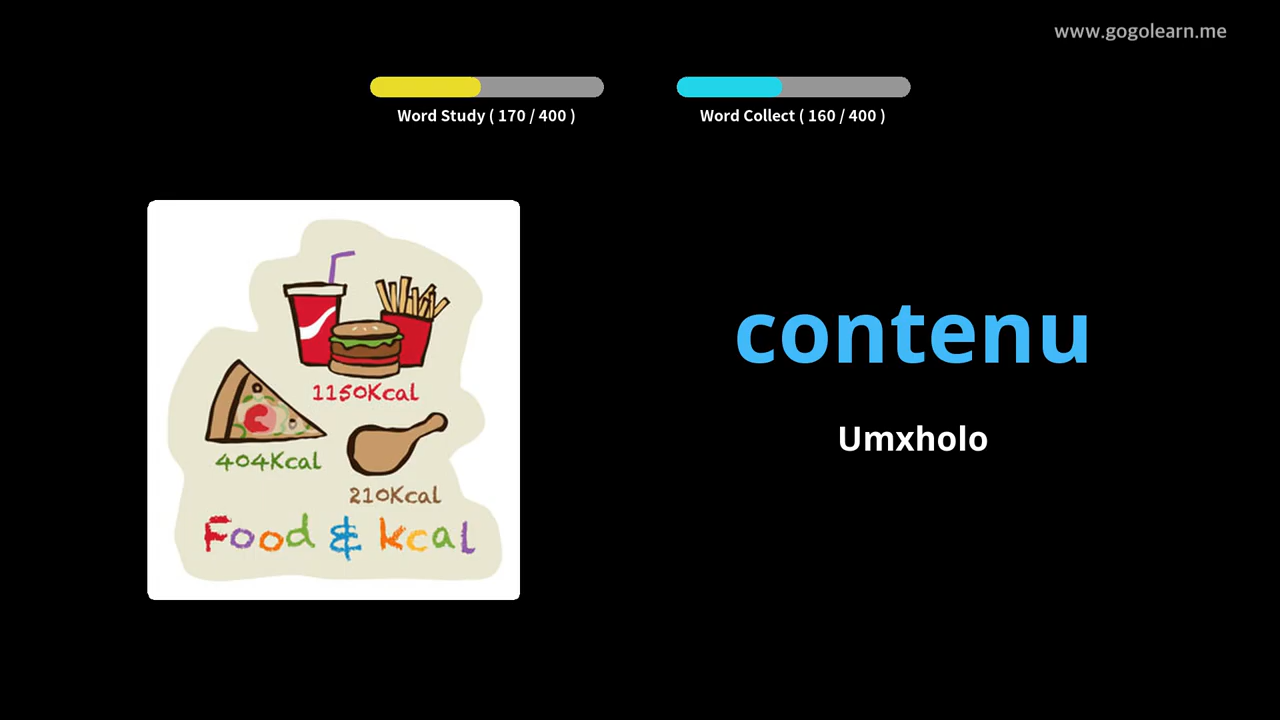 www.gogolearn.me
Word Study ( 170 / 400 )
Word Collect ( 160 / 400 )
1150Kcal
404Kcal
210Kcal
Food & kcal
contenu
Umxholo